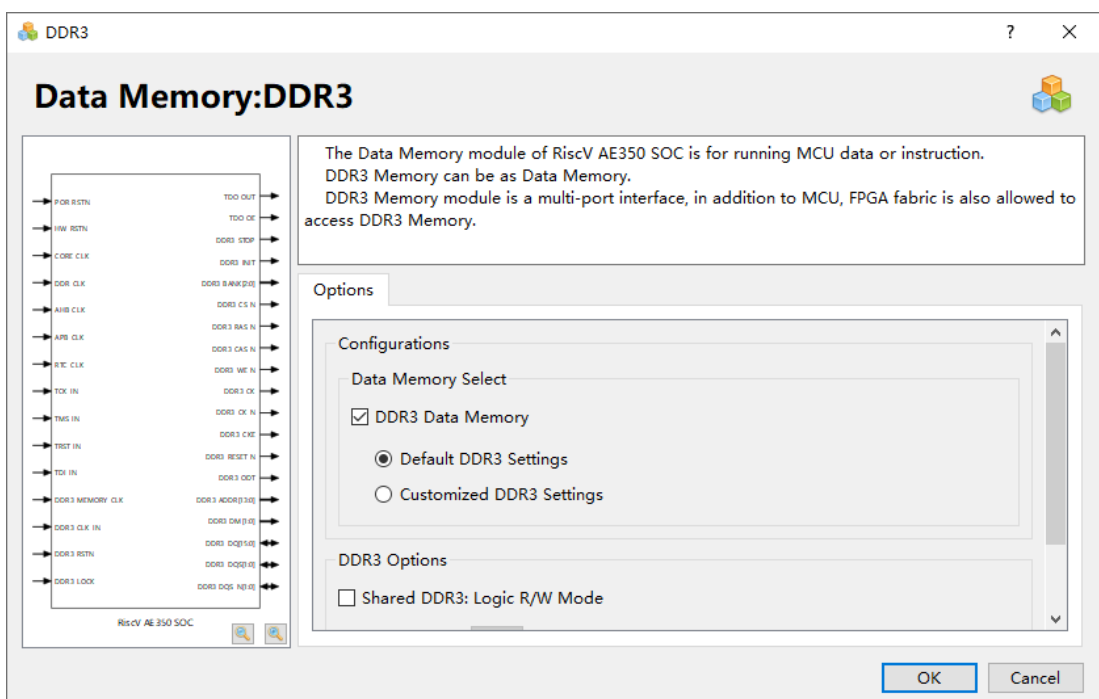 DDR3
?
Data Memory:DDR3
The Data Memory module of RiscV AE350 SOC is for running MCU data or instruction.
DDR3 Memory can be as Data Memory.
DDR3 Memory module is a multi-port interface, in addition to MCU, FPGA fabric is also allowed to
access DDR3 Memory.
POR RSTN
HW RSTN
CORE CLK
DDR CLK
AHB CLK
APB CLK
RTC CLK
TCK IN
TMS IN
TRST IN
TDI IN
DDR3 MEMORY CLK
DDR3 CLK IN
DDR3 RSTN
DDR3 LOCK
TDO OUT
TDO OE
DDR3 STOP
DDR3 INIT
DDR3 BANK[2:0]
DDR3 CS N
DDR3 RAS N
DDR3 CAS N
DDR3 WE N
DDR3 CK
DDR3 CK N
DDR3 CKE
DDR3 RESET N
DDR3 ODT
DDR3 ADDR[13:0]
DDR3 DM[1:0]
DDR3 DQ[15:0]
DDR3 DQS[1:0]
DDR3 DQS N[1:0]
RiscV AE350 SOC
Options
Configurations
Data Memory Select
DDR3 Data Memory
Default DDR3 Settings
Customized DDR3 Settings
DDR3 Options
Shared DDR3: Logic R/W Mode
OK
Cancel